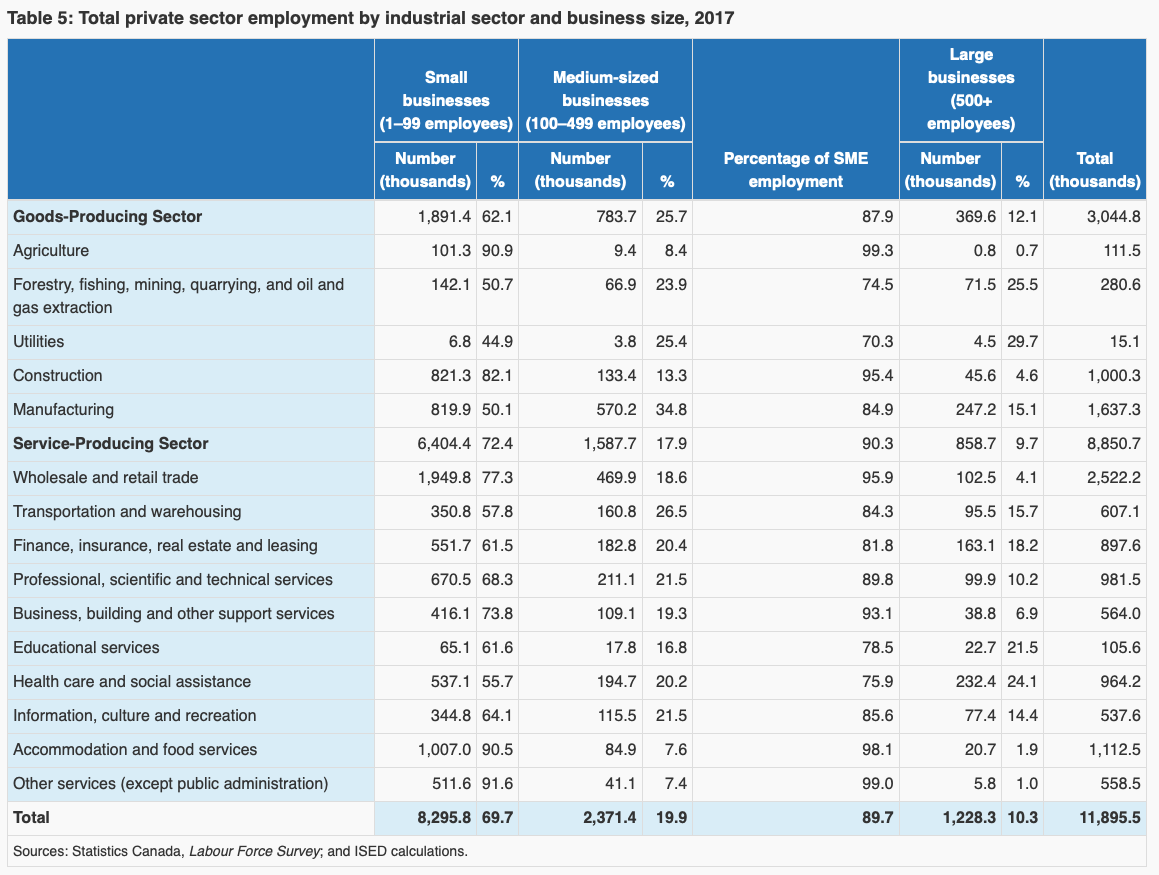 Table 5: Total private sector employment by industrial sector and business size, 2017
Small businesses (1–99 employees) Medium-sized businesses (100–499 employees) Percentage of SME employment Large businesses (500+ employees) Total (thousands)
Number (thousands) % Number (thousands) % Number (thousands) %
Goods-Producing Sector 1,891.4 62.1 783.7 25.7 87.9 369.6 12.1 3,044.8
Agriculture 101.3 90.9 9.4 8.4 99.3 0.8 0.7 111.5
Forestry, fishing, mining, quarrying, and oil and gas extraction 142.1 50.7 66.9 23.9 74.5 71.5 25.5 280.6
Utilities 6.8 44.9 3.8 25.4 70.3 4.5 29.7 15.1
Construction 821.3 82.1 133.4 13.3 95.4 45.6 4.6 1,000.3
Manufacturing 819.9 50.1 570.2 34.8 84.9 247.2 15.1 1,637.3
Service-Producing Sector 6,404.4 72.4 1,587.7 17.9 90.3 858.7 9.7 8,850.7
Wholesale and retail trade 1,949.8 77.3 469.9 18.6 95.9 102.5 4.1 2,522.2
Transportation and warehousing 350.8 57.8 160.8 26.5 84.3 95.5 15.7 607.1
Finance, insurance, real estate and leasing 551.7 61.5 182.8 20.4 81.8 163.1 18.2 897.6
Professional, scientific and technical services 670.5 68.3 211.1 21.5 89.8 99.9 10.2 981.5
Business, building and other support services 416.1 73.8 109.1 19.3 93.1 38.8 6.9 564.0
Educational services 65.1 61.6 17.8 16.8 78.5 22.7 21.5 105.6
Health care and social assistance 537.1 55.7 194.7 20.2 75.9 232.4 24.1 964.2
Information, culture and recreation 344.8 64.1 115.5 21.5 85.6 77.4 14.4 537.6
Accommodation and food services 1,007.0 90.5 84.9 7.6 98.1 20.7 1.9 1,112.5
Other services (except public administration) 511.6 91.6 41.1 7.4 99.0 5.8 1.0 558.5
Total 8,295.8 69.7 2,371.4 19.9 89.7 1,228.3 10.3 11,895.5
Sources: Statistics Canada, Labour Force Survey; and ISED calculations.